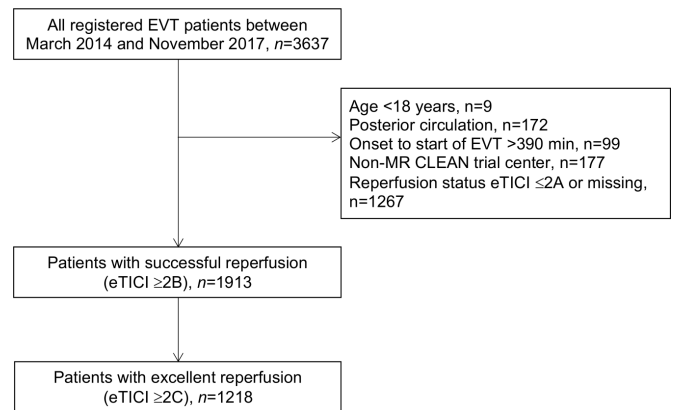 All registered EVT patients between
March 2014 and November 2017, n=3637
Age <18 years, n=9
Posterior circulation, n=172
Onset to start of EVT >390 min, n=99
Non-MR CLEAN trial center, n=177
Reperfusion status eTICI ≤2A or missing,
n=1267
Patients with successful reperfusion
(eTICI ≥2B), n=1913
Patients with excellent reperfusion
(eTICI ≥2C), n=1218